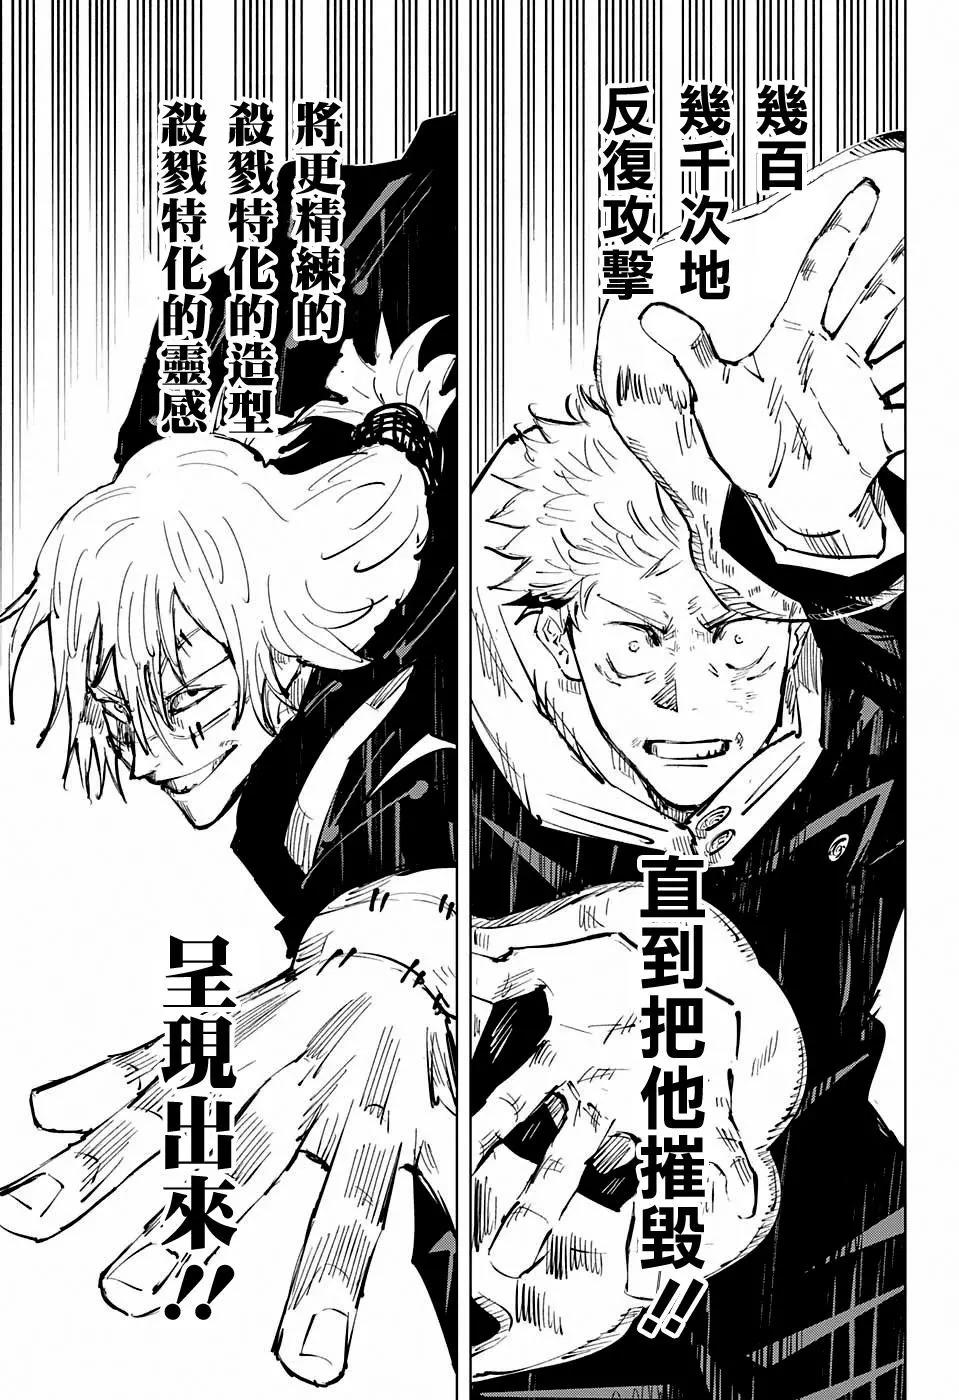 幾百
幾千次地
反復攻擊
直到把他摧毀!!
將更精練的
殺戮特化的造型
殺戮特化的靈感
呈現出來!!